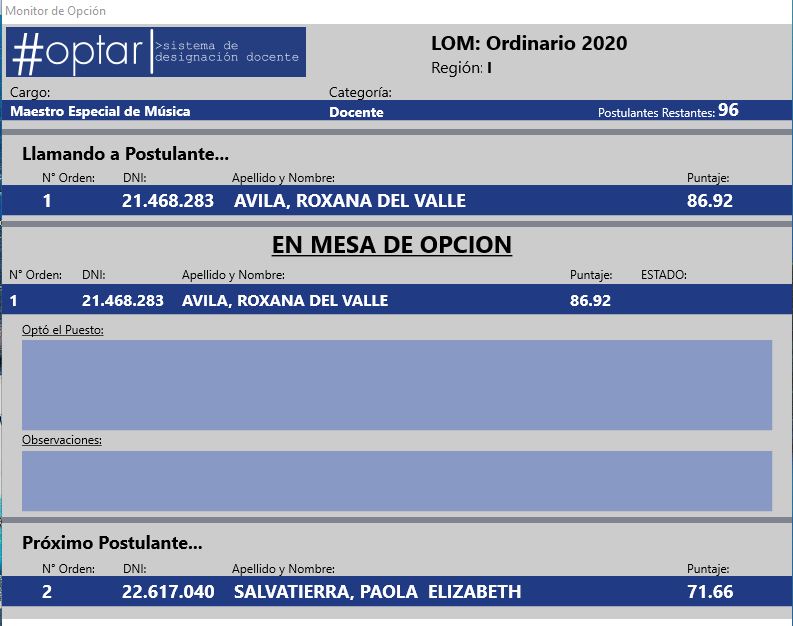 Monitor de Opción
#optar >sistema de
designación docente
LOM: Ordinario 2020
Región: I
Cargo: Categoría:
Maestro Especial de Música Docente Postulantes Restantes: 96
Llamando a Postulante...
N° Orden: DNI: Apellido y Nombre: Puntaje:
1 21.468.283 AVILA, ROXANA DEL VALLE 86.92
EN MESA DE OPCION
N° Orden: DNI: Apellido y Nombre: Puntaje: ESTADO:
1 21.468.283 AVILA, ROXANA DEL VALLE 86.92
Optó el Puesto:
Observaciones:
Próximo Postulante...
N° Orden: DNI: Apellido y Nombre: Puntaje:
2 22.617.040 SALVATIERRA, PAOLA  ELIZABETH 71.66